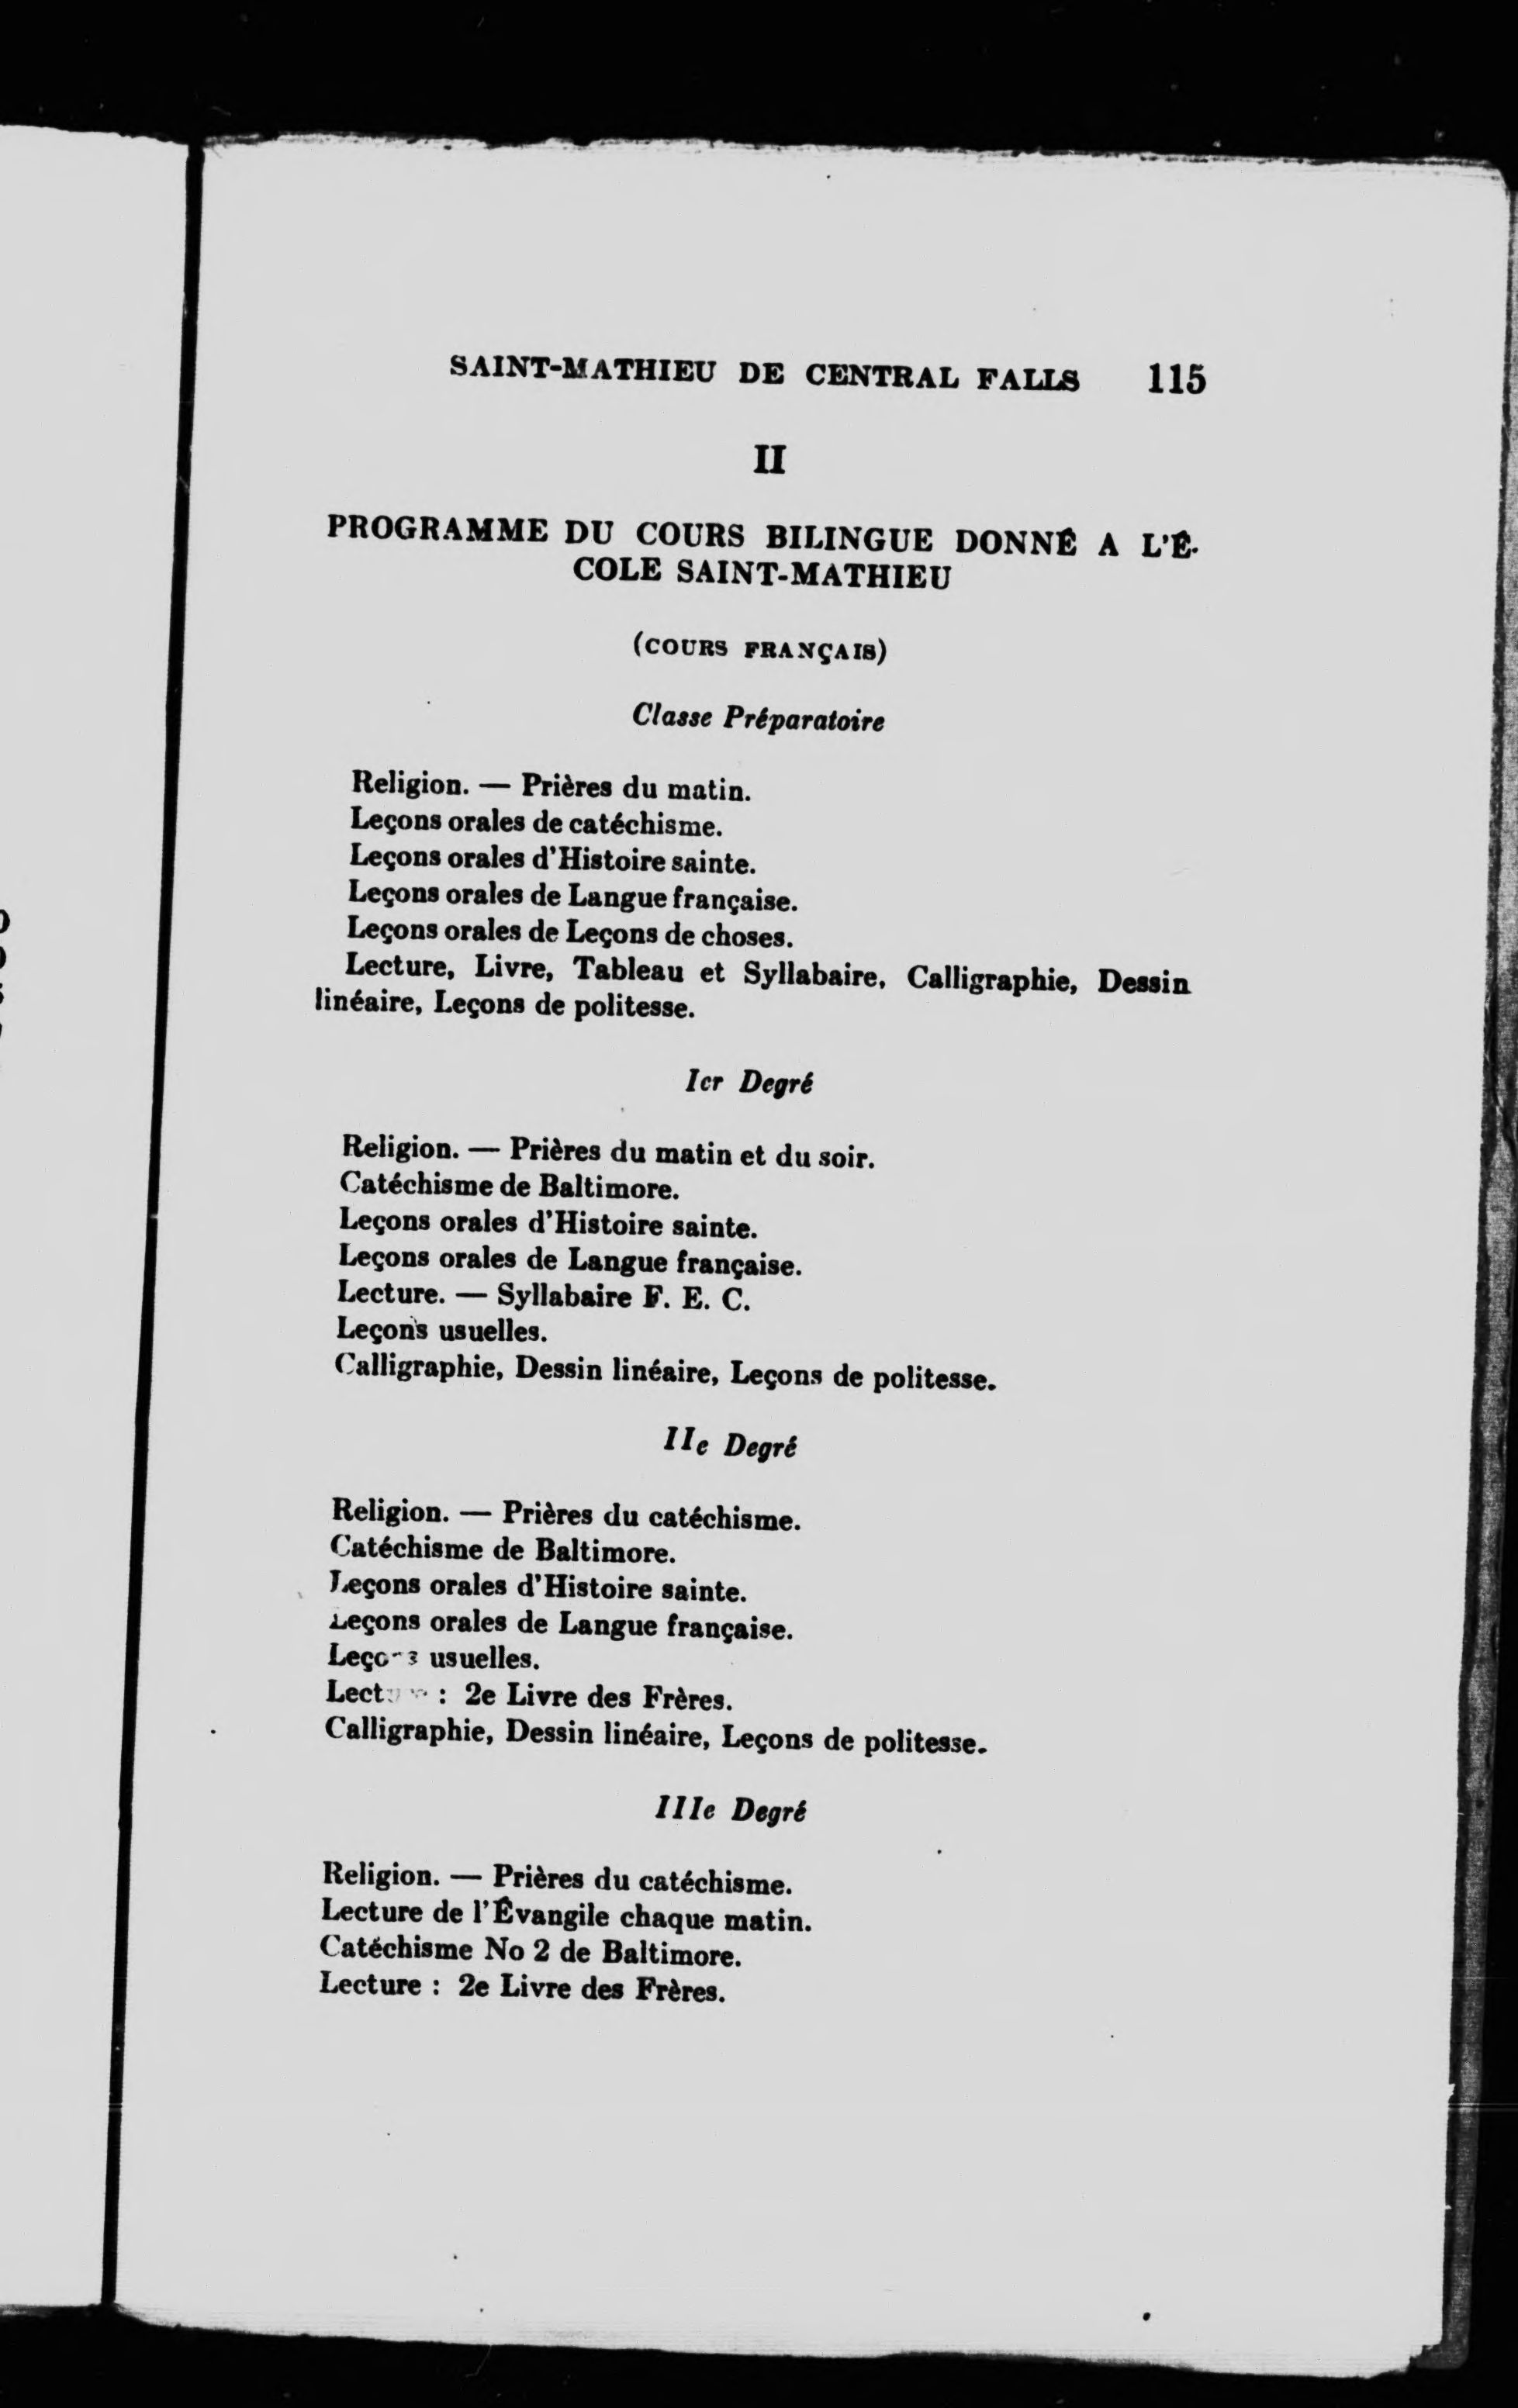 SAINT-MATHIEU DE CENTRAL FALLS 115
II
PROGRAMME DU COURS BILINGUE DONNÉ A L'É-
COLE SAINT-MATHIEU
(COURS FRANÇAIS)
Classe Préparatoire
Religion. — Prières du matin.
Leçons orales de catéchisme.
Leçons orales d'Histoire sainte.
Leçons orales de Langue française.
Leçons orales de Leçons de choses.
Lecture, Livre, Tableau et Syllabaire, Calligraphie, Dessin
linéaire, Leçons de politesse.
Ier Degré
Religion. — Prières du matin et du soir.
Catéchisme de Baltimore.
Leçons orales d'Histoire sainte.
Leçons orales de Langue française.
Lecture. — Syllabaire F. E. C.
Leçons usuelles.
Calligraphie, Dessin linéaire, Leçons de politesse.
IIe Degré
Religion. — Prières du catéchisme.
Catéchisme de Baltimore.
Leçons orales d'Histoire sainte.
Leçons orales de Langue française.
Leçons usuelles.
Lecture : 2e Livre des Frères.
Calligraphie, Dessin linéaire, Leçons de politesse.
IIIe Degré
Religion. — Prières du catéchisme.
Lecture de l'Évangile chaque matin.
Catéchisme No 2 de Baltimore.
Lecture : 2e Livre des Frères.